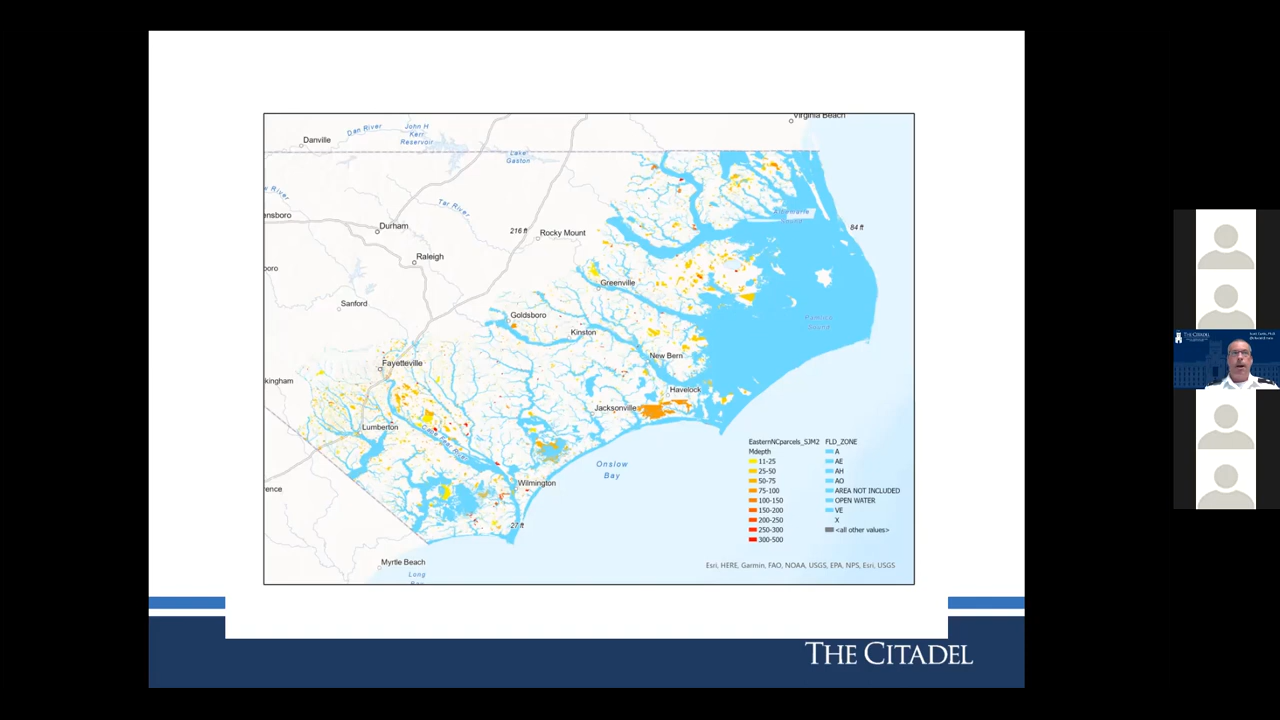 Virginia Beach
Danville
Dan River
John H
Kerr
Reservoir
Lake
Gaston
Tar River
ensboro
Durham
216 ft
Rocky Mount
84 ft
Raleigh
oro
Greenville
Sanford
Goldsboro
Kinston
Pamlico
Sound
New Bern
Fayetteville
kingham
Havelock
Jacksonville
Lumberton
Onslow
Bay
Wilmington
ence
27 ft
Myrtle Beach
Long
EasternNCparcels_SJM2
Mdepth
11-25
25-50
50-75
75-100
100-150
150-200
200-250
250-300
300-500
FLD_ZONE
A
AE
AH
AO
AREA NOT INCLUDED
OPEN WATER
VE
X
<all other values>
Esri, HERE, Garmin, FAO, NOAA, USGS, EPA, NPS, Esri, USGS
THE CITADEL